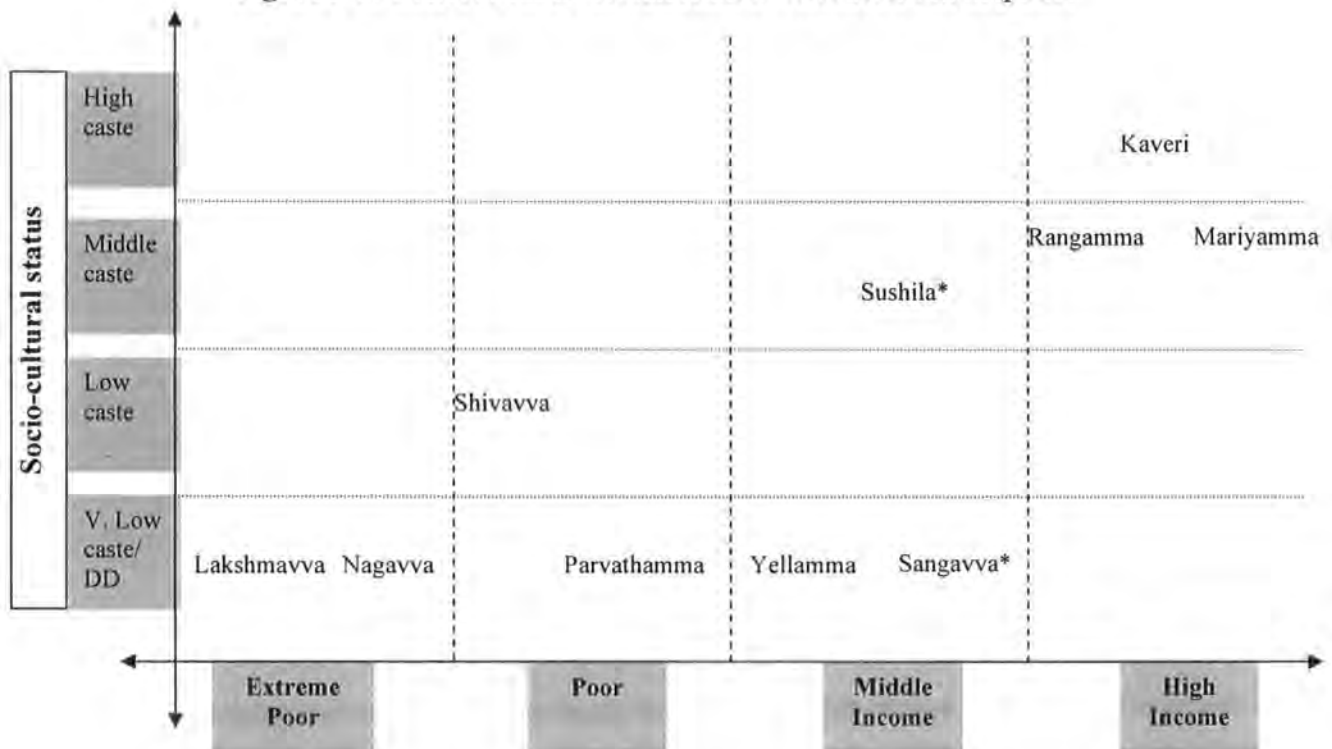 High
caste
Kaveri
Rangamma Mariyamma
Middle
caste
Sushila*
Socio-cultural status
Low
caste
Shivavva
V. Low
caste/
DD
Lakshmavva Nagavva Parvathamma Yellamma Sangavva*
Extreme Poor Middle High
Poor Income Income